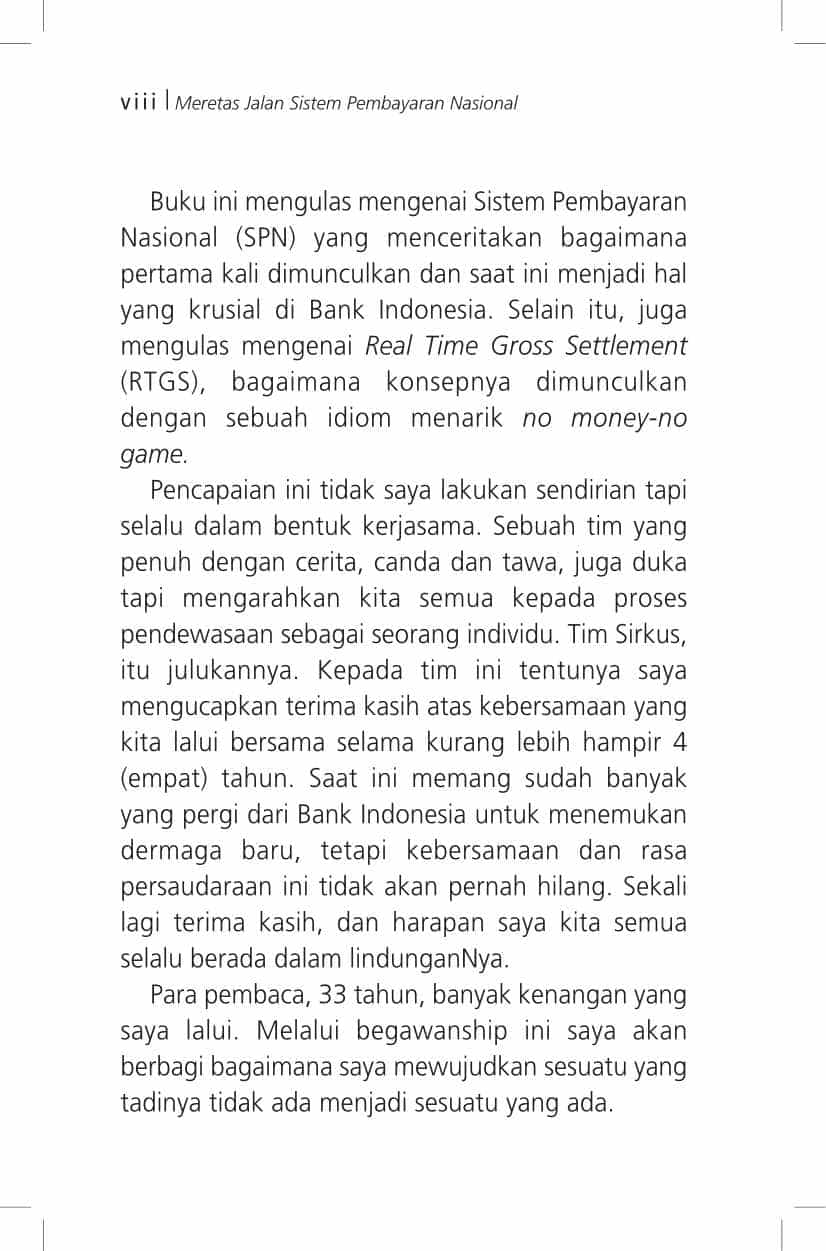 viii | Meretas Jalan Sistem Pembayaran Nasional
Buku ini mengulas mengenai Sistem Pembayaran
Nasional (SPN) yang menceritakan bagaimana
pertama kali dimunculkan dan saat ini menjadi hal
yang krusial di Bank Indonesia. Selain itu, juga
mengulas mengenai Real Time Gross Settlement
(RTGS), bagaimana konsepnya dimunculkan
dengan sebuah idiom menarik no money-no
game.
Pencapaian ini tidak saya lakukan sendirian tapi
selalu dalam bentuk kerjasama. Sebuah tim yang
penuh dengan cerita, canda dan tawa, juga duka
tapi mengarahkan kita semua kepada proses
pendewasaan sebagai seorang individu. Tim Sirkus,
itu julukannya. Kepada tim ini tentunya saya
mengucapkan terima kasih atas kebersamaan yang
kita lalui bersama selama kurang lebih hampir 4
(empat) tahun. Saat ini memang sudah banyak
yang pergi dari Bank Indonesia untuk menemukan
dermaga baru, tetapi kebersamaan dan rasa
persaudaraan ini tidak akan pernah hilang. Sekali
lagi terima kasih, dan harapan saya kita semua
selalu berada dalam lindunganNya.
Para pembaca, 33 tahun, banyak kenangan yang
saya lalui. Melalui begawanship ini saya akan
berbagi bagaimana saya mewujudkan sesuatu yang
tadinya tidak ada menjadi sesuatu yang ada.